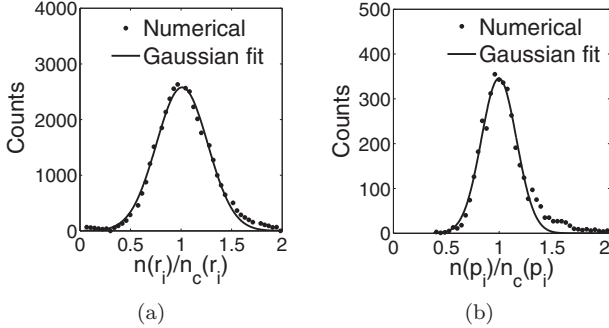 4000
3000
2000
1000
0
Counts
Numerical
Gaussian fit
0 0.5 1 1.5 2
n(r_i)/n_c(r_i)
(a)
500
400
300
200
100
0
Counts
Numerical
Gaussian fit
0 0.5 1 1.5 2
n(p_i)/n_c(p_i)
(b)